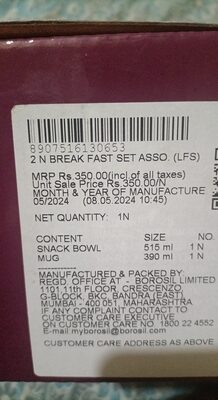 8907516130653
2 N BREAK FAST SET ASSO. (LFS)
MRP Rs.350.00(incl.of all taxes)
Unit Sale Price Rs.350.00/N
MONTH & YEAR OF MANUFACTURE
05/2024 (08.05.2024 10:45)
NET QUANTITY: 1N
CONTENT SIZE NO.
SNACK BOWL 515 ml 1 N
MUG 390 ml 1 N
MANUFACTURED & PACKED BY:
REGD. OFFICE AT - BOROSIL LIMITED
1101,11th FLOOR, CRESCENZO,
G-BLOCK, BKC, BANDRA (EAST),
MUMBAI - 400 051, MAHARASHTRA
IF ANY COMPLAINT CONTACT TO
CUSTOMER CARE EXECUTIVE
ON CUSTOMER CARE NO. 1800 22 4552
E-mail:myborosil@borosil.com
CUSTOMER CARE ADDRESS AS ABOVE